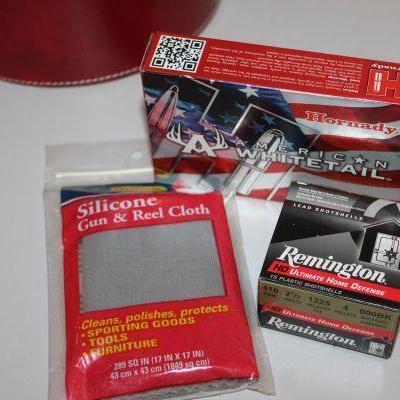 Hornady
Hornady
AMERICAN
WHITETAIL
Silicone
Gun & Reel Cloth
Cleans, polishes, protects
• SPORTING GOODS
• TOOLS
• FURNITURE
289 SQ IN (17 IN X 17 IN)
43 cm x 43 cm (1849 sq cm)
LEAD SHOTSHELLS
Remington
HD ULTIMATE HOME DEFENSE
15 PLASTIC SHOTSHELLS
410 2½ 1225 4 000BK
HD ULTIMATE HOME DEFENSE
Remington